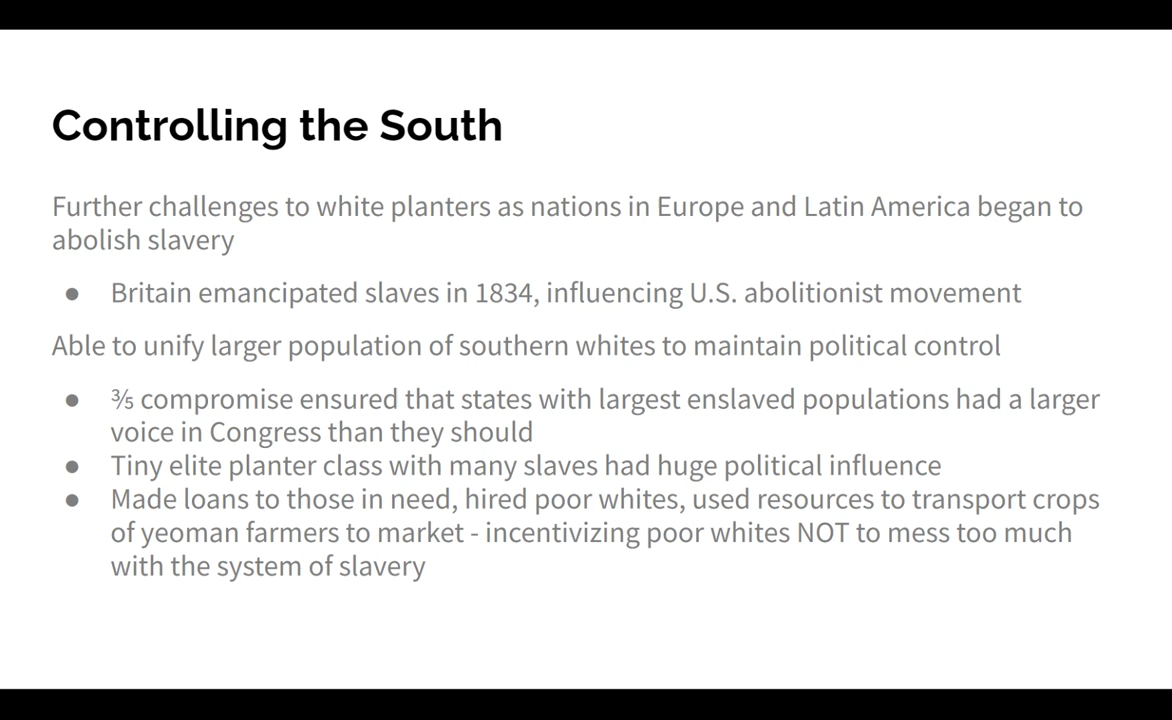 Controlling the South
Further challenges to white planters as nations in Europe and Latin America began to
abolish slavery
● Britain emancipated slaves in 1834, influencing U.S. abolitionist movement
Able to unify larger population of southern whites to maintain political control
● ⅗ compromise ensured that states with largest enslaved populations had a larger
voice in Congress than they should
● Tiny elite planter class with many slaves had huge political influence
● Made loans to those in need, hired poor whites, used resources to transport crops
of yeoman farmers to market - incentivizing poor whites NOT to mess too much
with the system of slavery